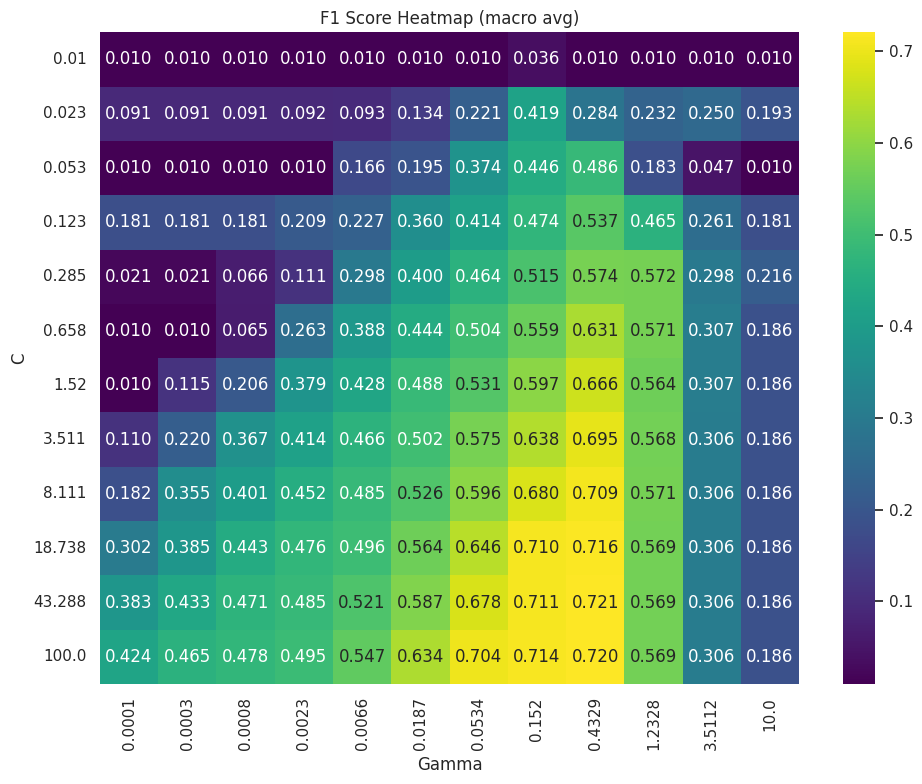 F1 Score Heatmap (macro avg)
0.01 0.010 0.010 0.010 0.010 0.010 0.010 0.010 0.036 0.010 0.010 0.010 0.010
0.023 0.091 0.091 0.091 0.092 0.093 0.134 0.221 0.419 0.284 0.232 0.250 0.193
0.053 0.010 0.010 0.010 0.010 0.166 0.195 0.374 0.446 0.486 0.183 0.047 0.010
0.123 0.181 0.181 0.181 0.209 0.227 0.360 0.414 0.474 0.537 0.465 0.261 0.181
0.285 0.021 0.021 0.066 0.111 0.298 0.400 0.464 0.515 0.574 0.572 0.298 0.216
0.658 0.010 0.010 0.065 0.263 0.388 0.444 0.504 0.559 0.631 0.571 0.307 0.186
1.52 0.010 0.115 0.206 0.379 0.428 0.488 0.531 0.597 0.666 0.564 0.307 0.186
3.511 0.110 0.220 0.367 0.414 0.466 0.502 0.575 0.638 0.695 0.568 0.306 0.186
8.111 0.182 0.355 0.401 0.452 0.485 0.526 0.596 0.680 0.709 0.571 0.306 0.186
18.738 0.302 0.385 0.443 0.476 0.496 0.564 0.646 0.710 0.716 0.569 0.306 0.186
43.288 0.383 0.433 0.471 0.485 0.521 0.587 0.678 0.711 0.721 0.569 0.306 0.186
100.0 0.424 0.465 0.478 0.495 0.547 0.634 0.704 0.714 0.720 0.569 0.306 0.186
C
0.0001 0.0003 0.0008 0.0023 0.0066 0.0187 0.0534 0.152 0.4329 1.2328 3.5112 10.0
Gamma
0.7
0.6
0.5
0.4
0.3
0.2
0.1